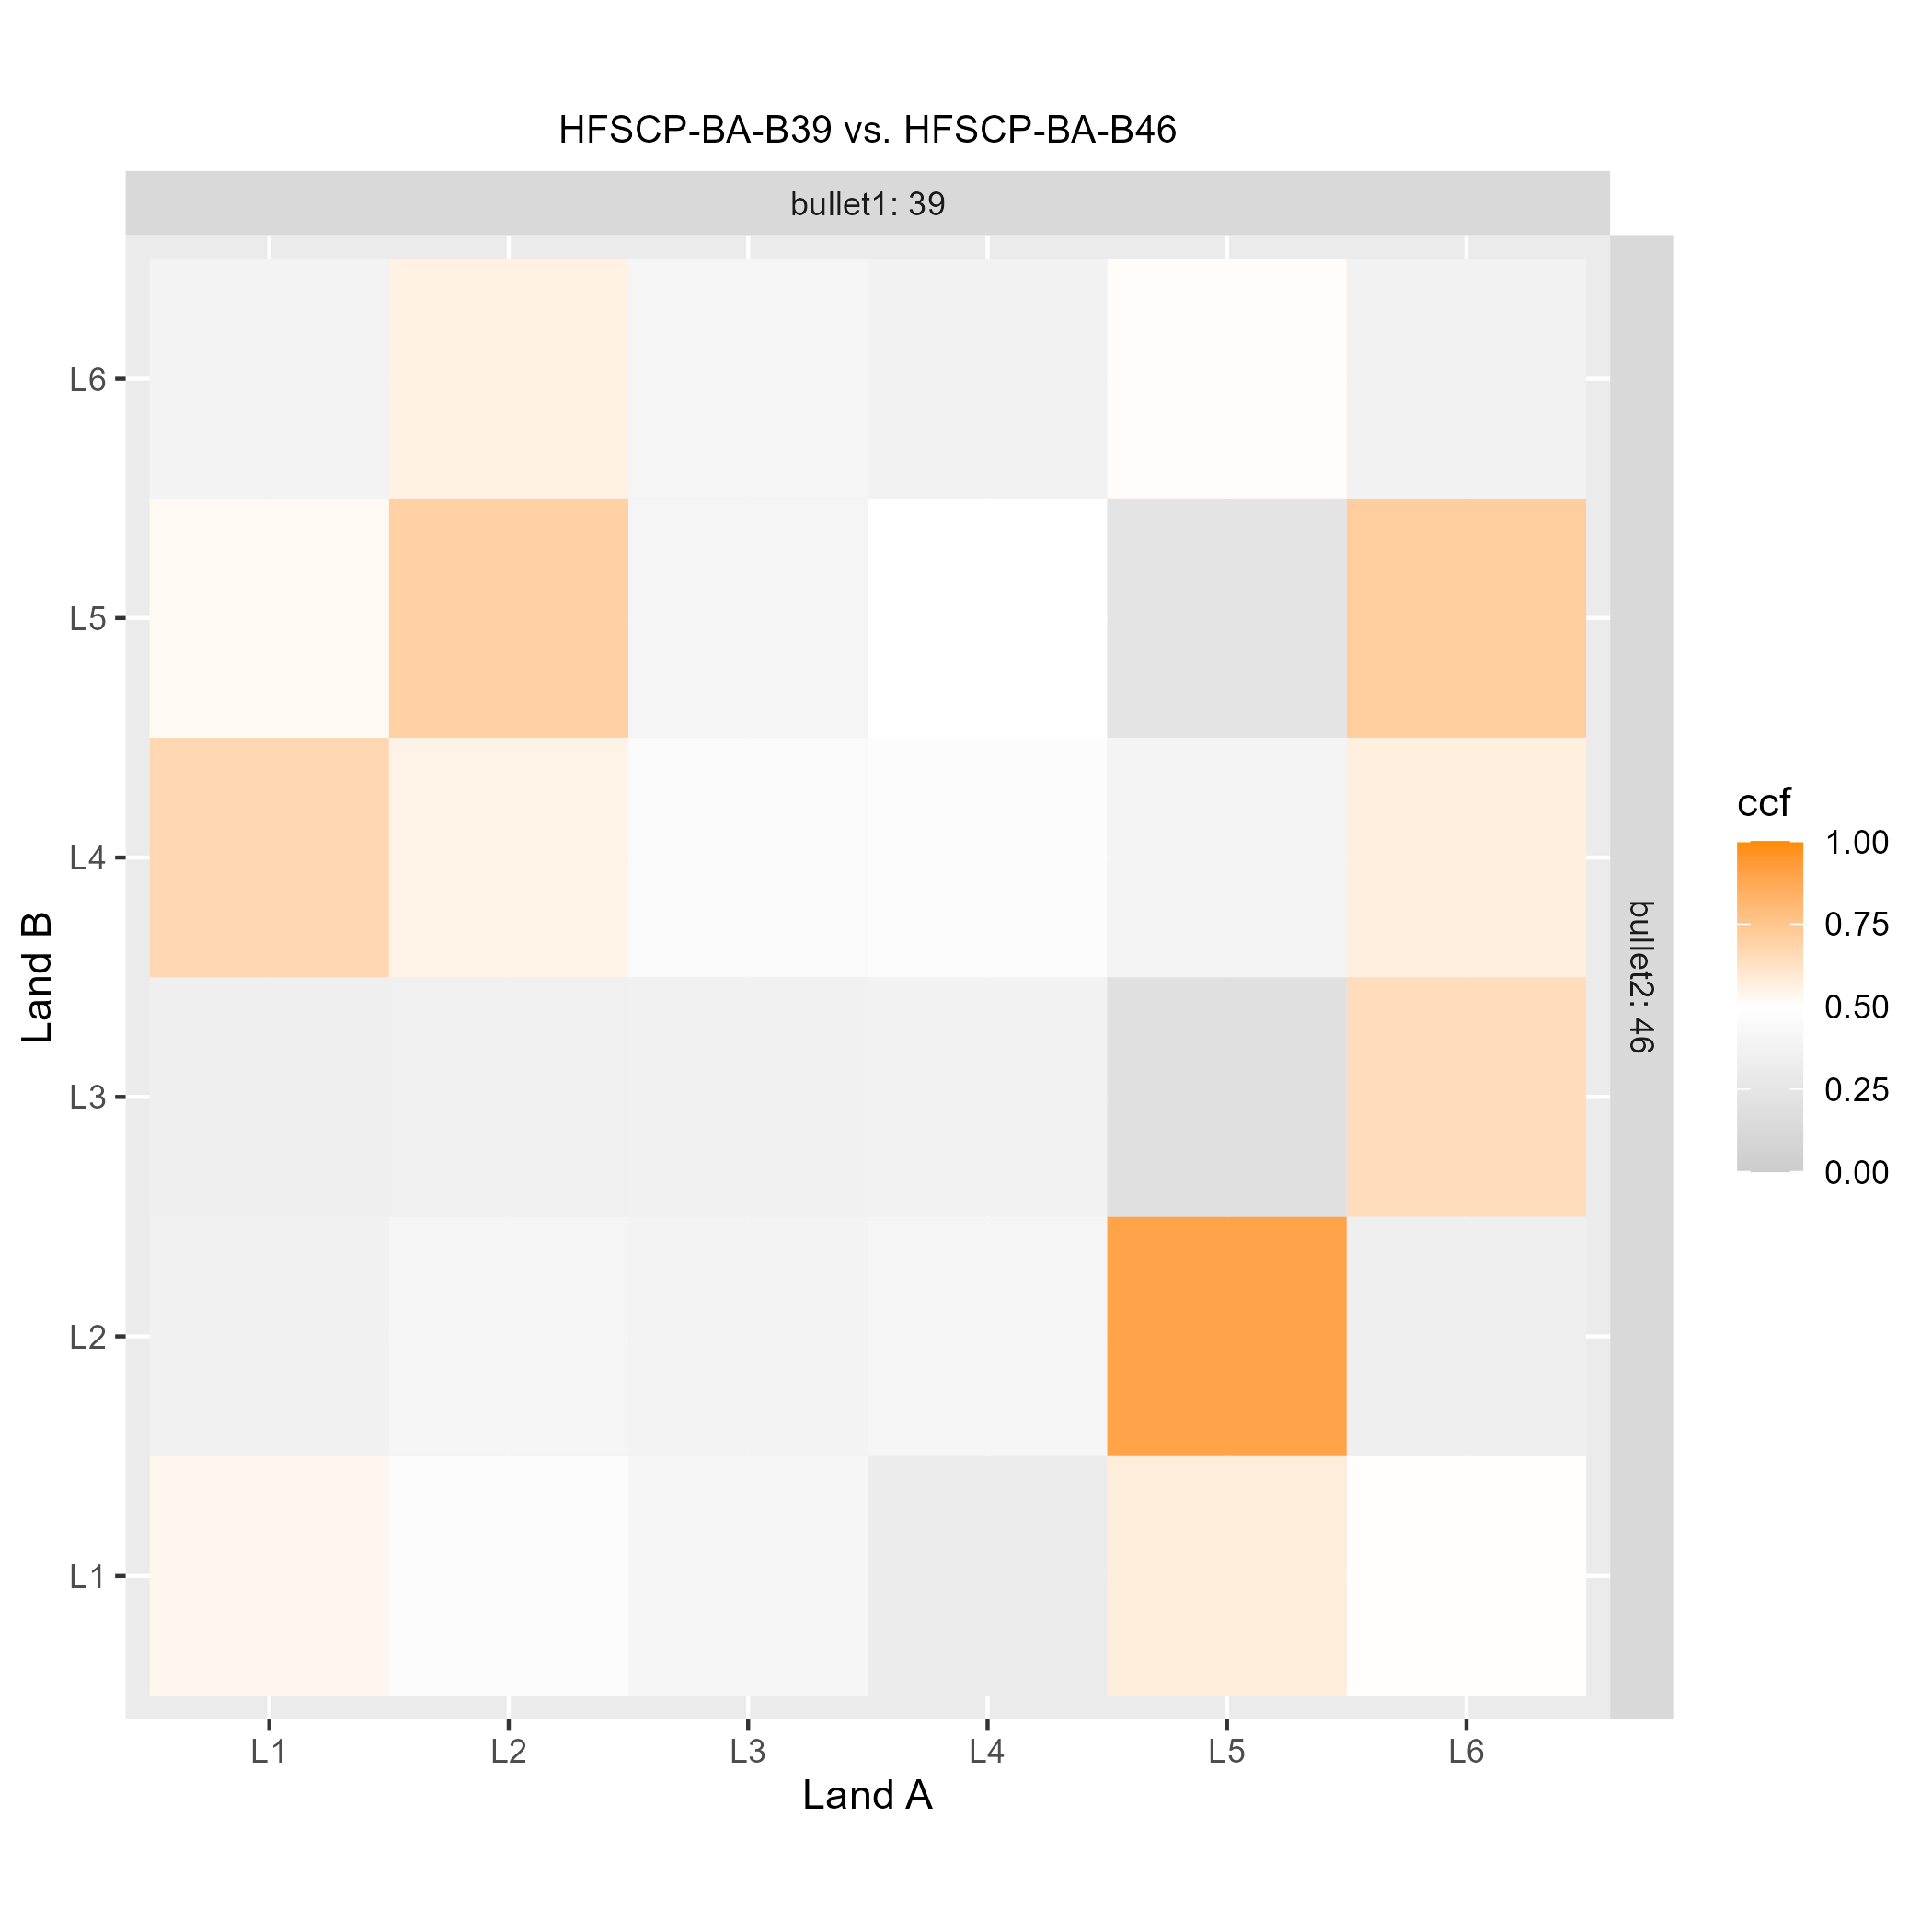 HFSCP-BA-B39 vs. HFSCP-BA-B46
bullet1: 39
L6
L5
L4
L3
L2
L1
Land B
bullet2: 46
L1 L2 L3 L4 L5 L6
Land A
ccf
1.00
0.75
0.50
0.25
0.00